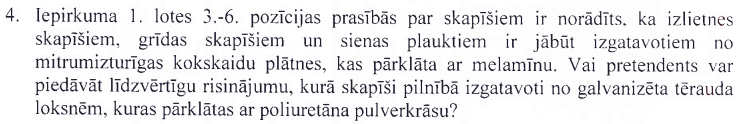 4. Iepirkuma 1. lotes 3.-6. pozīcijas prasībās par skapīšiem ir norādīts, ka izlietnes
skapīšiem, grīdas skapīšiem un sienas plauktiem ir jābūt izgatavotiem no
mitrumizturīgas kokskaidu plātnes, kas pārklāta ar melamīnu. Vai pretendents var
piedāvāt līdzvērtīgu risinājumu, kurā skapīši pilnībā izgatavoti no galvanizēta tērauda
loksnēm, kuras pārklātas ar poliuretāna pulverkrāsu?